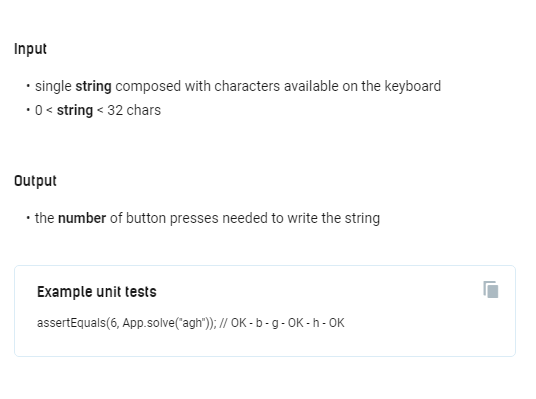 Input
• single string composed with characters available on the keyboard
• 0 < string < 32 chars
Output
• the number of button presses needed to write the string
Example unit tests
assertEquals(6, App.solve("agh")); // OK - b - g - OK - h - OK